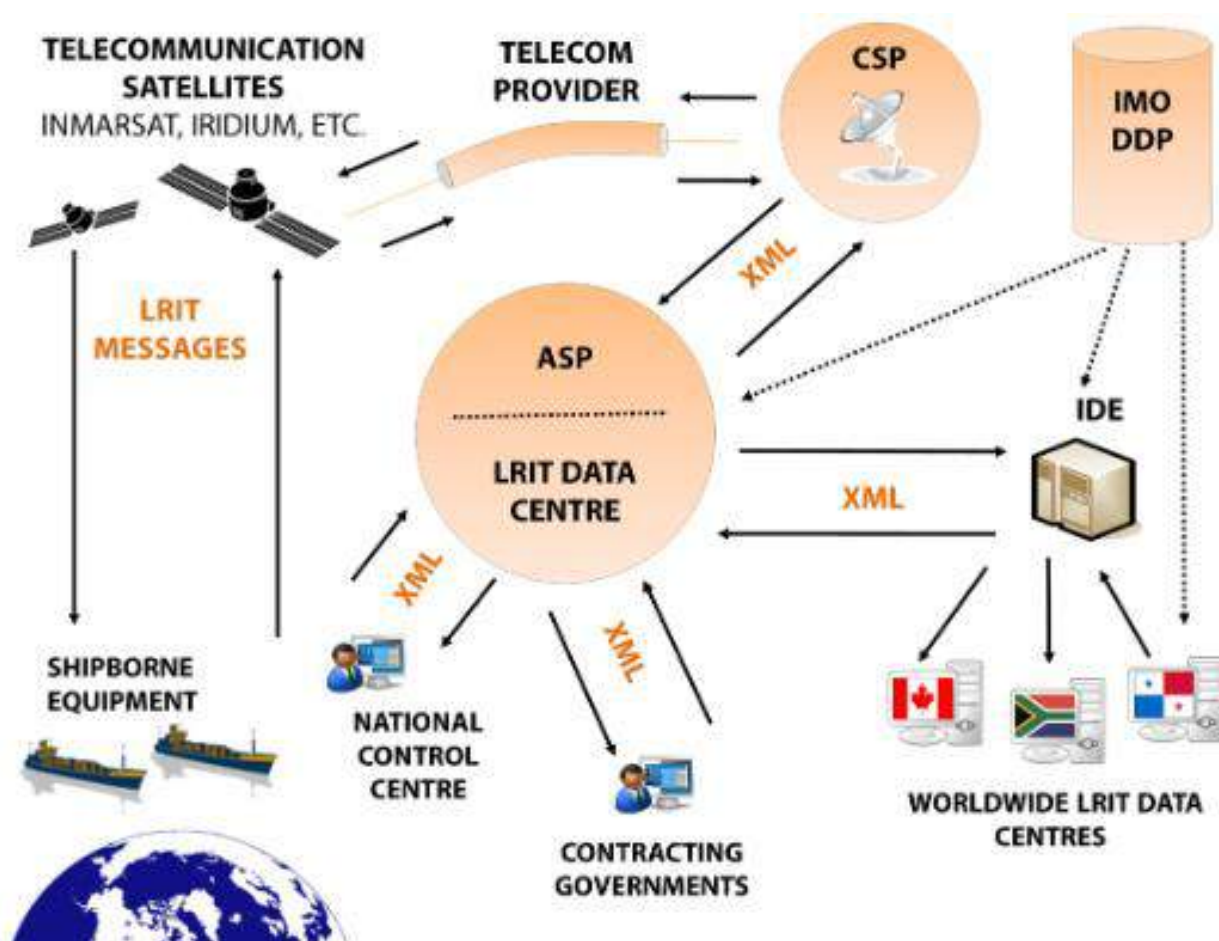 TELECOMMUNICATION
SATELLITES
INMARSAT, IRIDIUM, ETC.
TELECOM
PROVIDER
CSP
IMO
DDP
XML
LRIT
MESSAGES
ASP
LRIT DATA
CENTRE
IDE
XML
XML
XML
SHIPBORNE
EQUIPMENT
NATIONAL
CONTROL
CENTRE
CONTRACTING
GOVERNMENTS
WORLDWIDE LRIT DATA
CENTRES